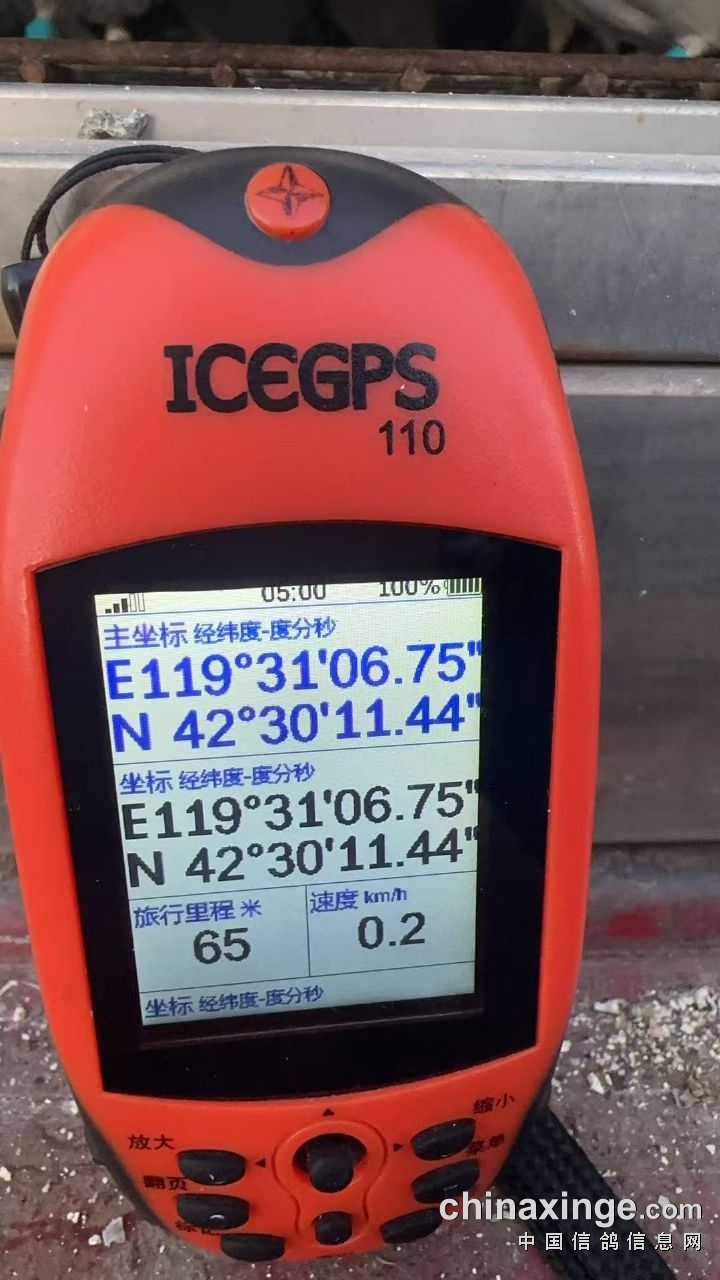 ICEGPS
110
05:00 100%
主坐标 经纬度-度分秒
E119°31'06.75"
N 42°30'11.44"
坐标 经纬度-度分秒
E119°31'06.75"
N 42°30'11.44"
旅行里程 米 速度 km/h
65 0.2
坐标 经纬度-度分秒
缩小
放大
菜单
翻页
chinaxinge.com
中国信鸽信息网